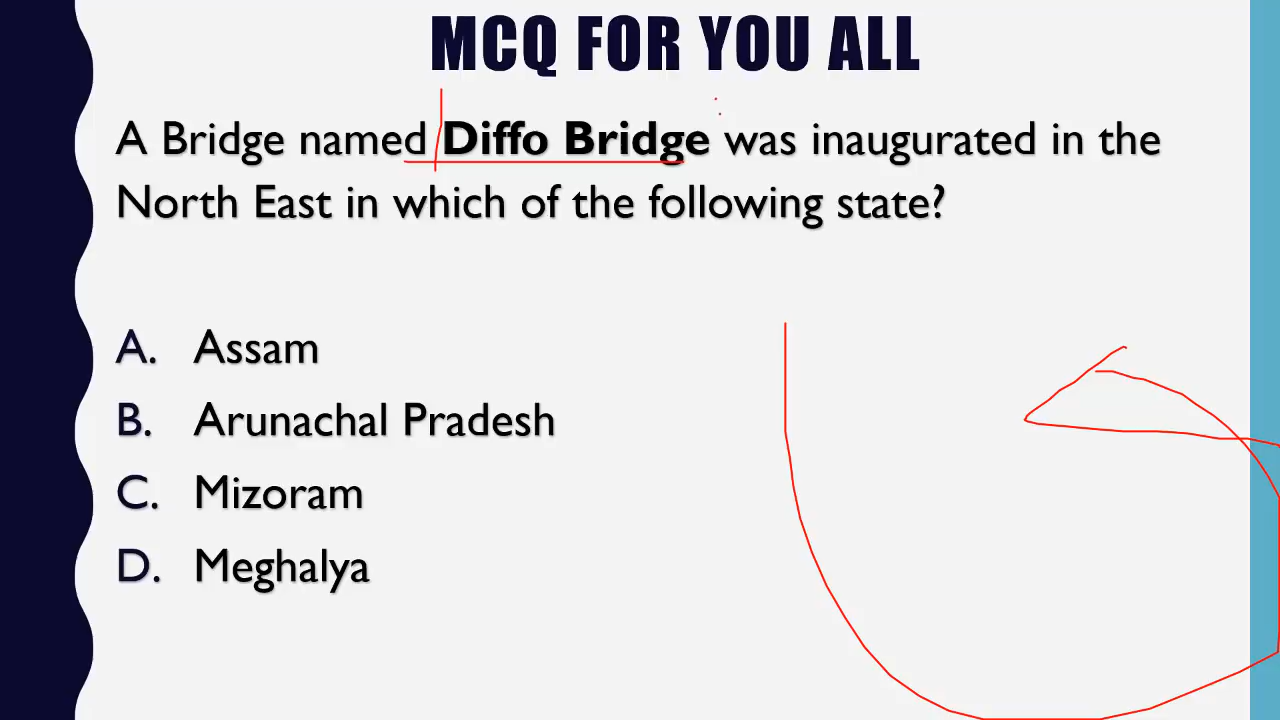 MCQ FOR YOU ALL
A Bridge named Diffo Bridge was inaugurated in the
North East in which of the following state?
A. Assam
B. Arunachal Pradesh
C. Mizoram
D. Meghalya